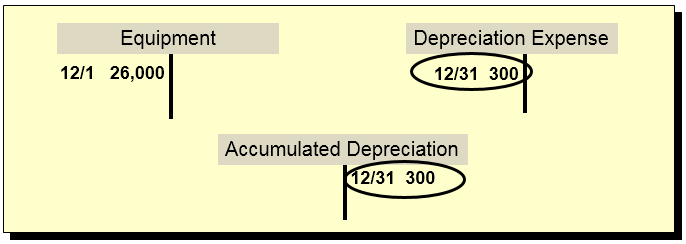 Equipment
Depreciation Expense
12/1 26,000
12/31 300
Accumulated Depreciation
12/31 300